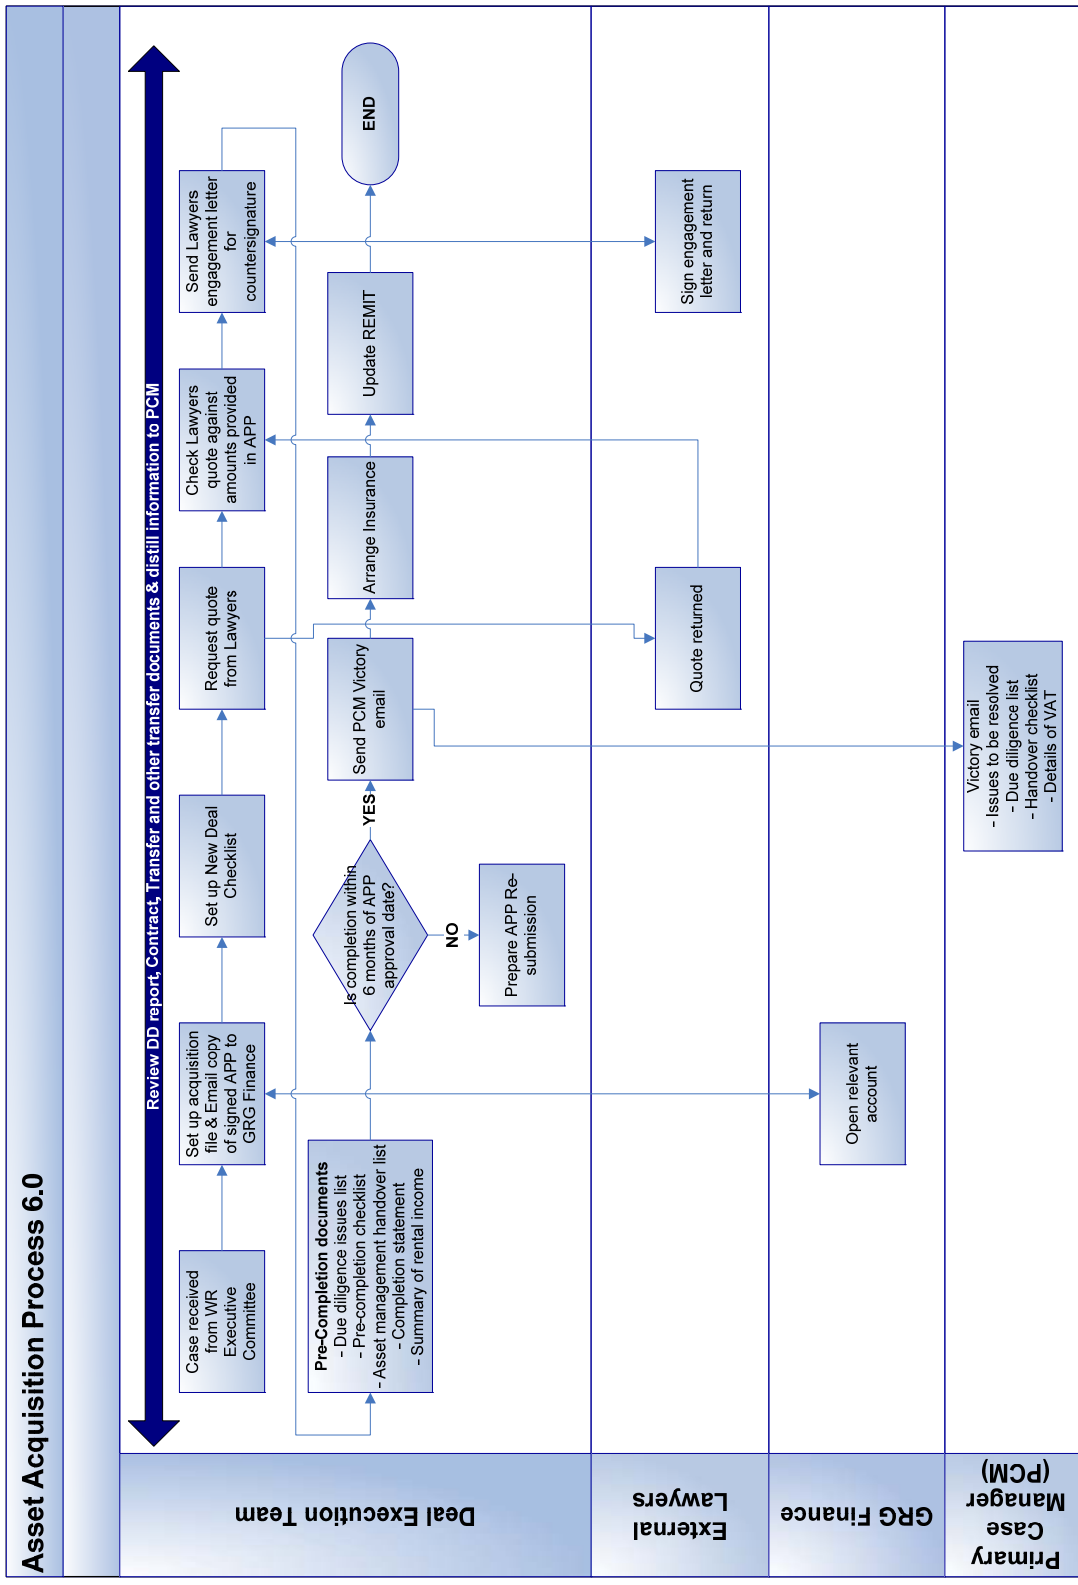 Asset Acquisition Process 6.0
Review DD report, Contract, Transfer and other transfer documents & distill information to PCM
Deal Execution Team
Case received
from WR
Executive
Committee
Set up acquisition
file & Email copy
of signed APP to
GRG Finance
Set up New Deal
Checklist
Request quote
from Lawyers
Check Lawyers
quote against
amounts provided
in APP
Send Lawyers
engagement letter
for
countersignature
Pre-Completion documents
- Due diligence issues list
- Pre-completion checklist
- Asset management handover list
- Completion statement
- Summary of rental income
Is completion within
6 months of APP
approval date?
YES
NO
Prepare APP Re-
submission
Send PCM Victory
email
Arrange Insurance
Update REMIT
END
External
Lawyers
Quote returned
Sign engagement
letter and return
GRG Finance
Open relevant
account
Primary
Case
Manager
(PCM)
Victory email
- Issues to be resolved
- Due diligence list
- Handover checklist
- Details of VAT